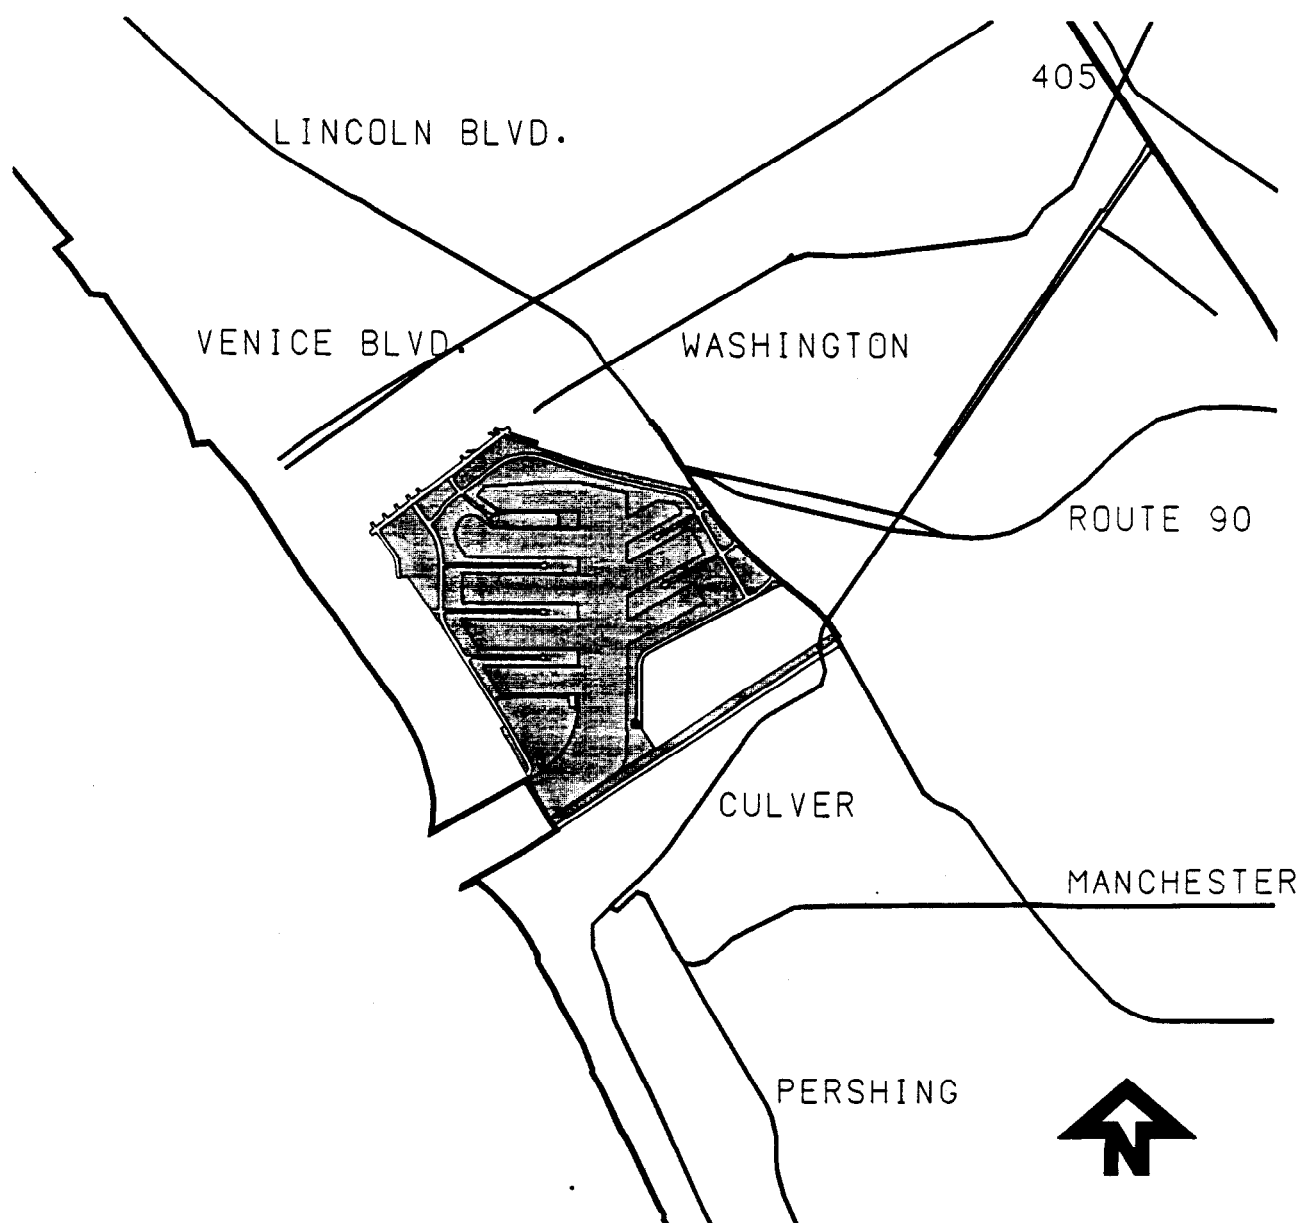 405
LINCOLN BLVD.
VENICE BLVD.
WASHINGTON
ROUTE 90
CULVER
MANCHESTER
PERSHING
N